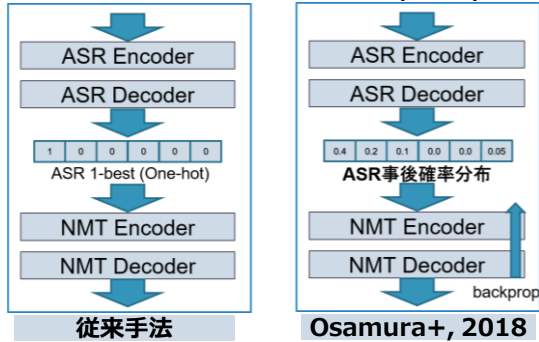 ASR Encoder
ASR Decoder
1 0 0 0 0 0
ASR 1-best (One-hot)
NMT Encoder
NMT Decoder
従来手法
ASR Encoder
ASR Decoder
0.4 0.2 0.1 0.0 0.0 0.05
ASR事後確率分布
NMT Encoder
NMT Decoder
backprop
Osamura+, 2018